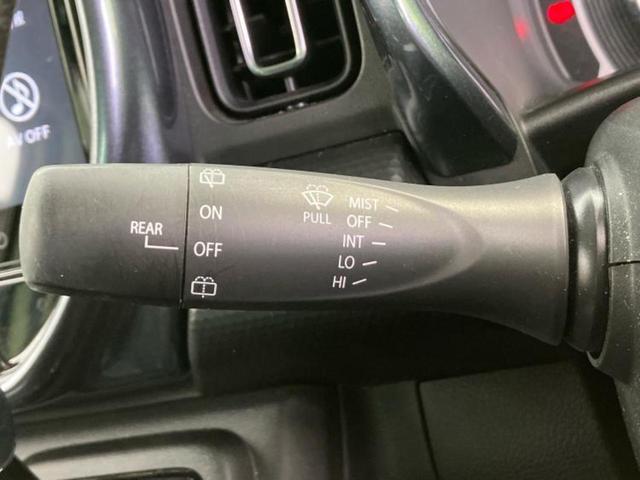 AV OFF
REAR
ON
OFF
PULL
MIST
OFF
INT
LO
HI